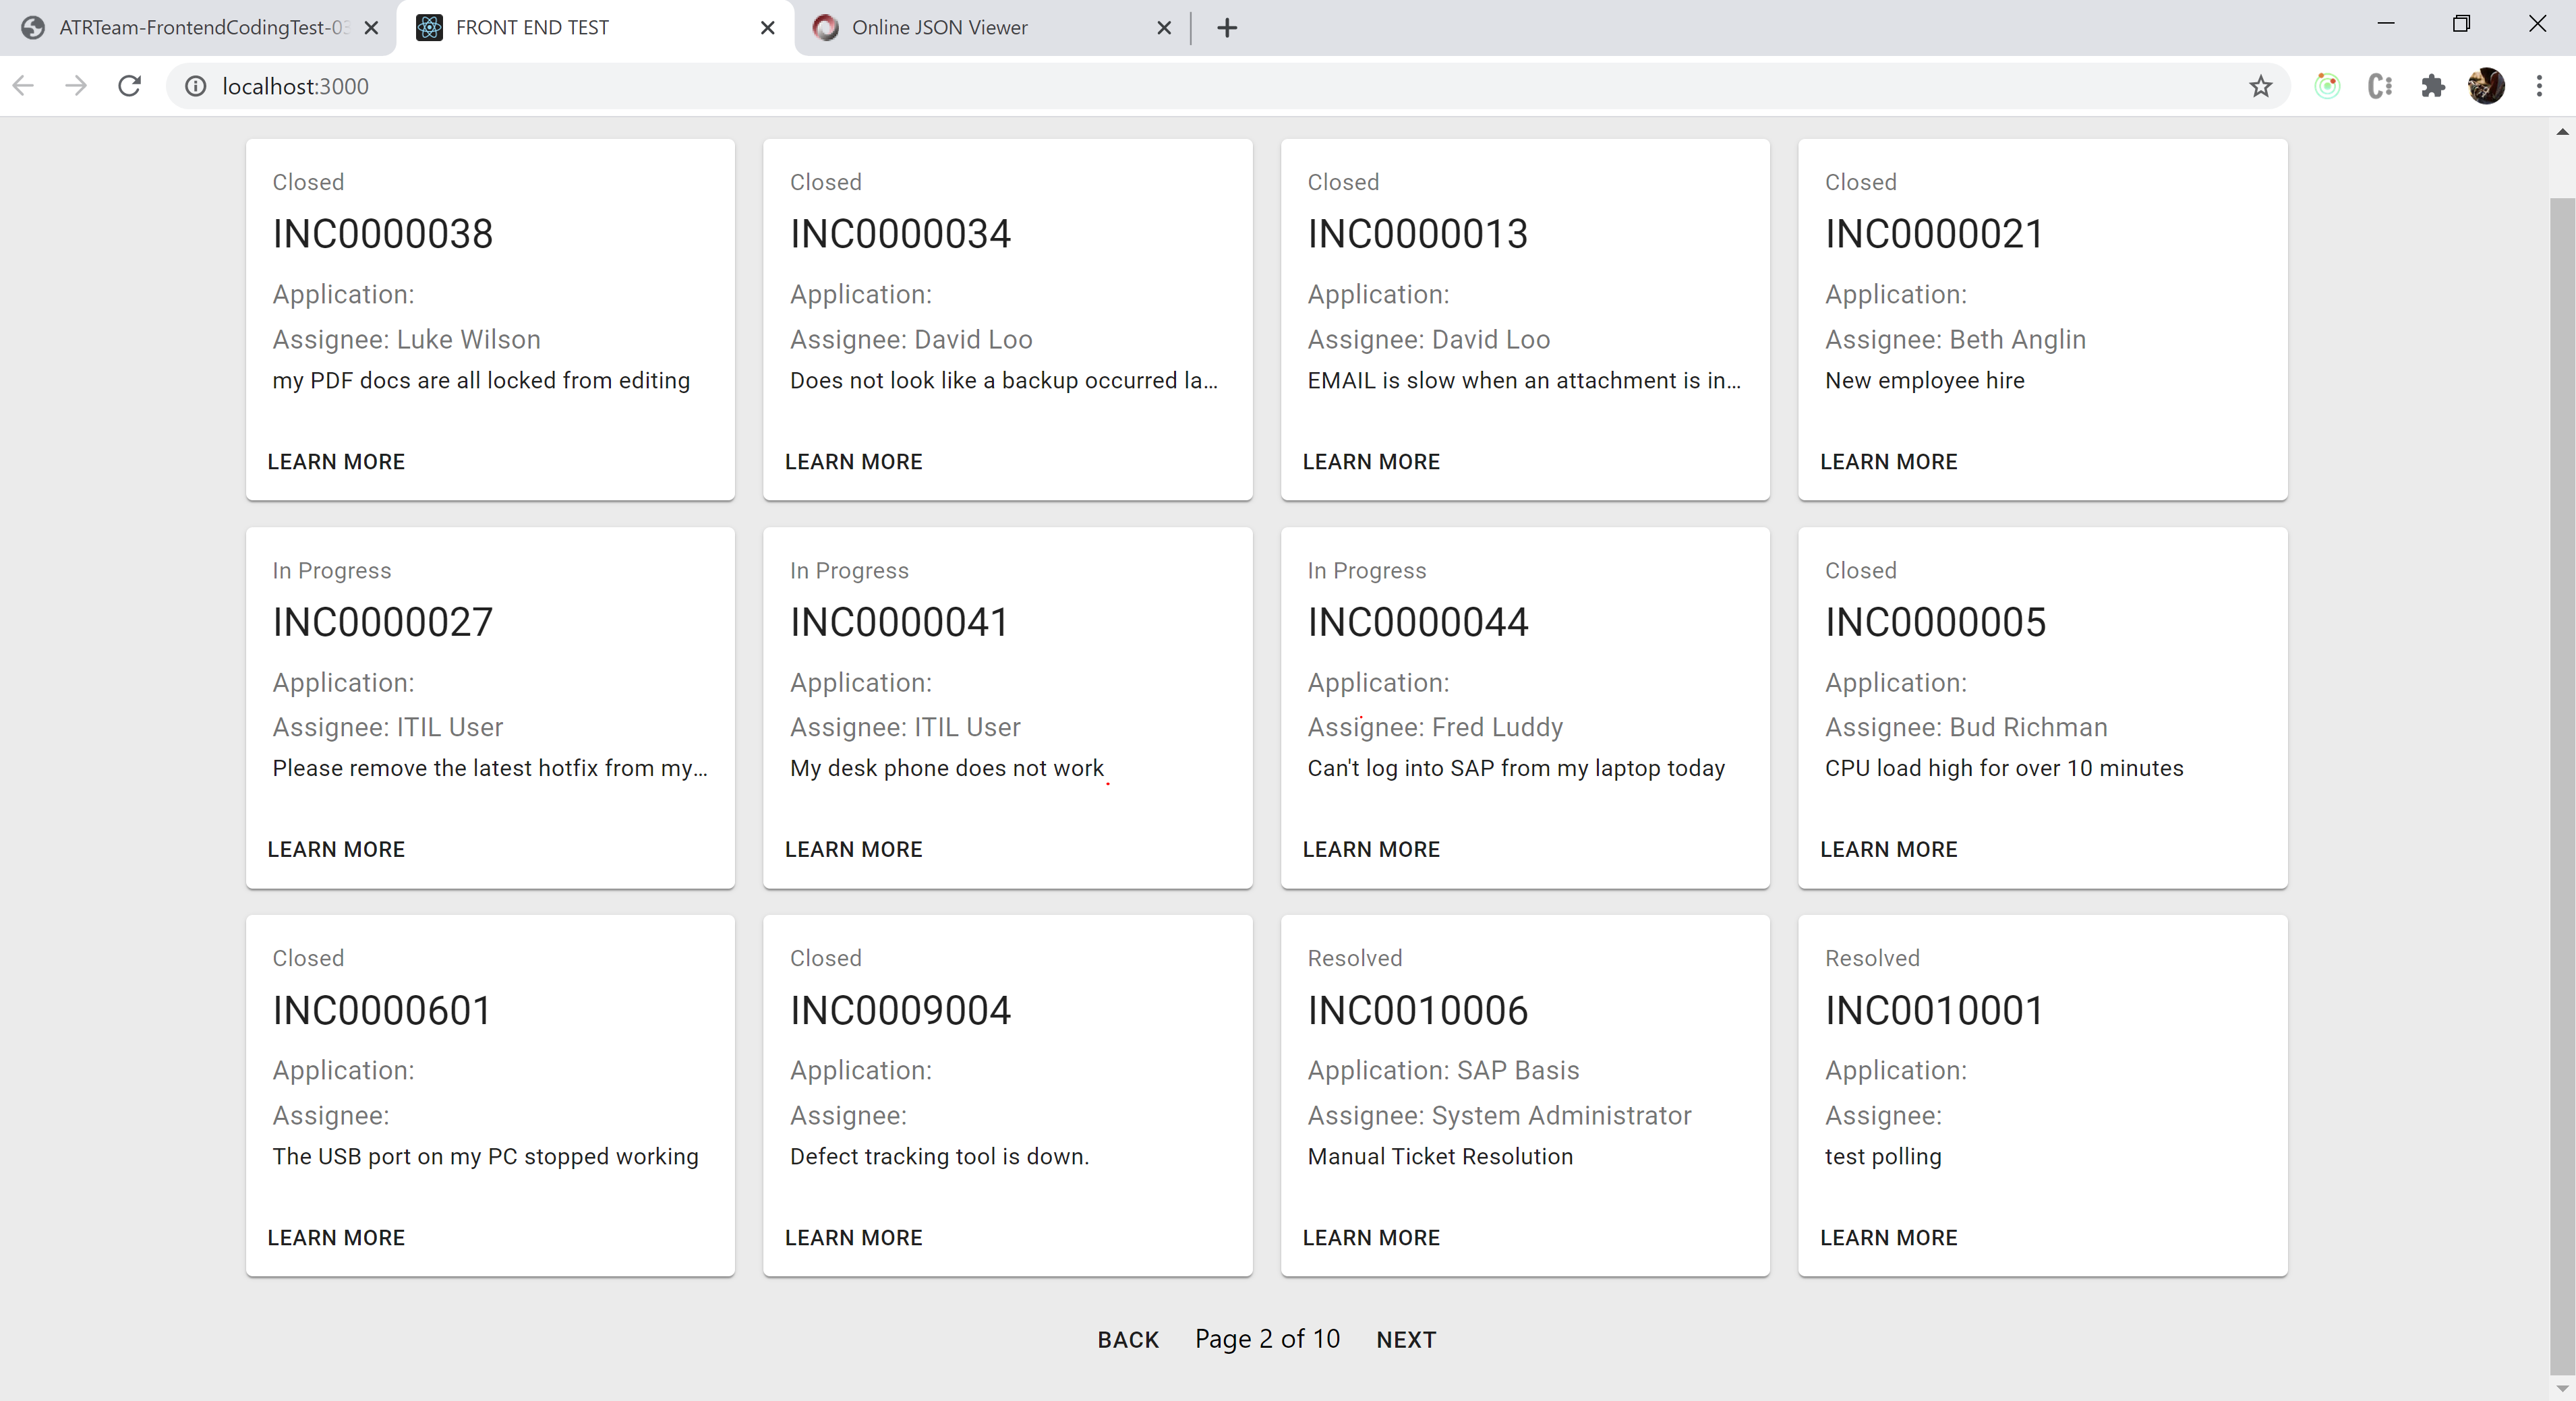 ATRTeam-FrontendCodingTest-03
FRONT END TEST
Online JSON Viewer
localhost:3000
Closed
INC0000038
Application:
Assignee: Luke Wilson
my PDF docs are all locked from editing
LEARN MORE
Closed
INC0000034
Application:
Assignee: David Loo
Does not look like a backup occurred la...
LEARN MORE
Closed
INC0000013
Application:
Assignee: David Loo
EMAIL is slow when an attachment is in...
LEARN MORE
Closed
INC0000021
Application:
Assignee: Beth Anglin
New employee hire
LEARN MORE
In Progress
INC0000027
Application:
Assignee: ITIL User
Please remove the latest hotfix from my...
LEARN MORE
In Progress
INC0000041
Application:
Assignee: ITIL User
My desk phone does not work
LEARN MORE
In Progress
INC0000044
Application:
Assignee: Fred Luddy
Can't log into SAP from my laptop today
LEARN MORE
Closed
INC0000005
Application:
Assignee: Bud Richman
CPU load high for over 10 minutes
LEARN MORE
Closed
INC0000601
Application:
Assignee:
The USB port on my PC stopped working
LEARN MORE
Closed
INC0009004
Application:
Assignee:
Defect tracking tool is down.
LEARN MORE
Resolved
INC0010006
Application: SAP Basis
Assignee: System Administrator
Manual Ticket Resolution
LEARN MORE
Resolved
INC0010001
Application:
Assignee:
test polling
LEARN MORE
BACK Page 2 of 10 NEXT